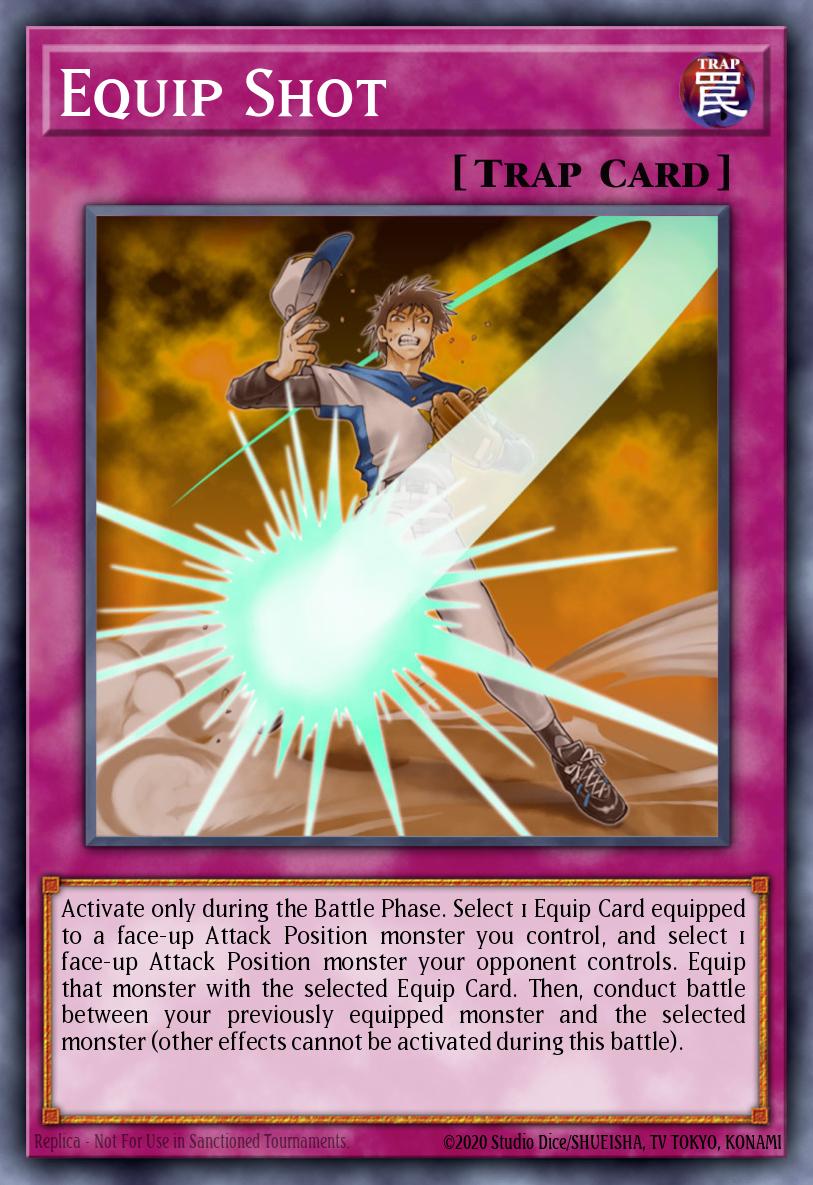 Equip Shot
TRAP
罠
[Trap Card]
Activate only during the Battle Phase. Select 1 Equip Card equipped
to a face-up Attack Position monster you control, and select 1
face-up Attack Position monster your opponent controls. Equip
that monster with the selected Equip Card. Then, conduct battle
between your previously equipped monster and the selected
monster (other effects cannot be activated during this battle).
Replica - Not For Use in Sanctioned Tournaments.
©2020 Studio Dice/SHUEISHA, TV TOKYO, KONAMI